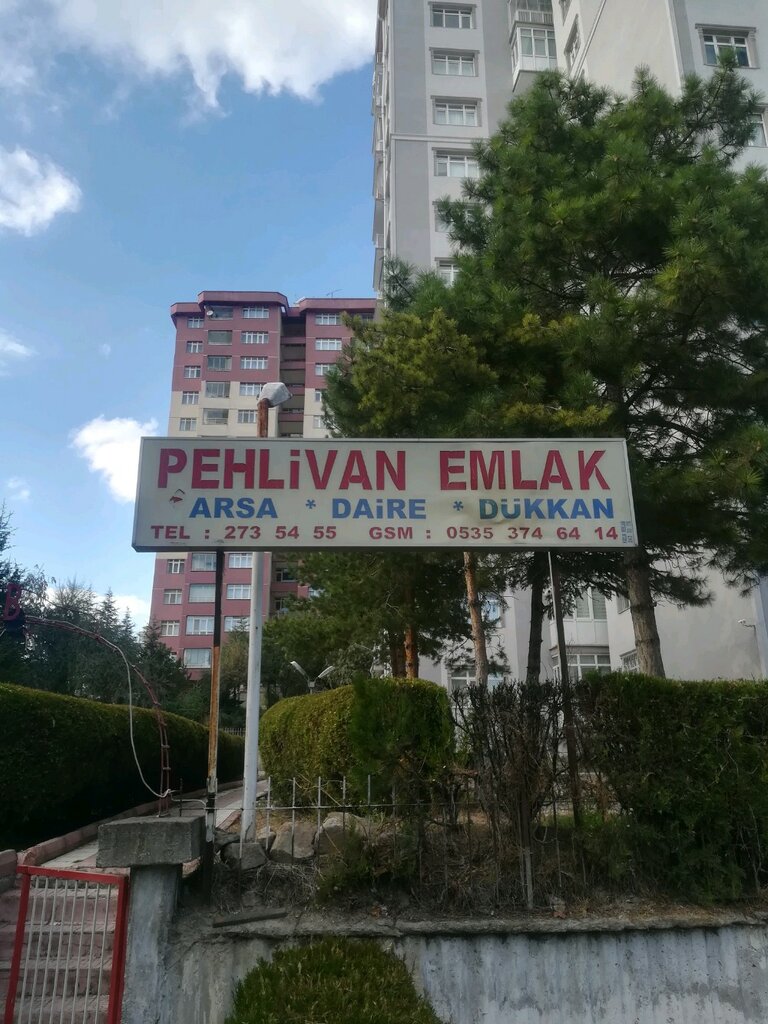 PEHLiVAN EMLAK
ARSA * DAiRE * DÜKKAN
TEL : 273 54 55 GSM : 0535 374 64 14